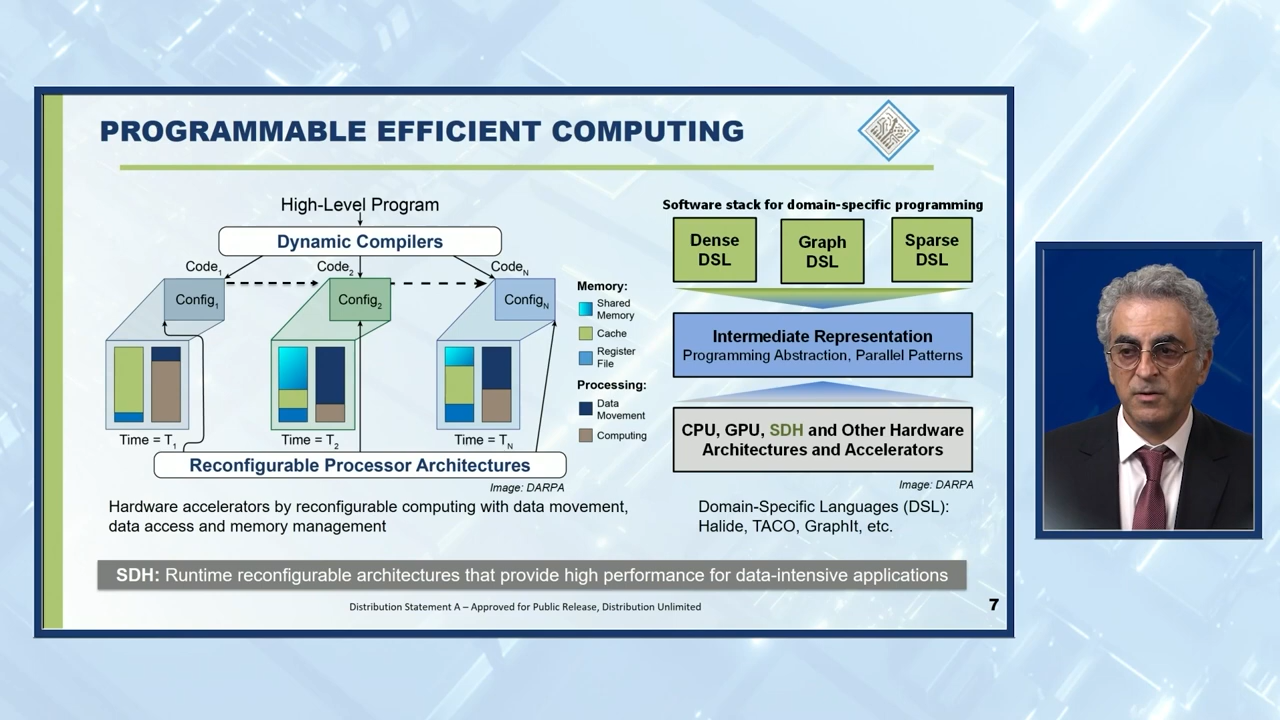 PROGRAMMABLE EFFICIENT COMPUTING
High-Level Program
Dynamic Compilers
Code1
Code2
CodeN
Config1
Config2
ConfigN
Time = T1
Time = T2
Time = TN
Reconfigurable Processor Architectures
Image: DARPA
Memory:
Shared
Memory
Cache
Register
File
Processing:
Data
Movement
Computing
Hardware accelerators by reconfigurable computing with data movement,
data access and memory management
Software stack for domain-specific programming
Dense
DSL
Graph
DSL
Sparse
DSL
Intermediate Representation
Programming Abstraction, Parallel Patterns
CPU, GPU, SDH and Other Hardware
Architectures and Accelerators
Image: DARPA
Domain-Specific Languages (DSL):
Halide, TACO, GraphIt, etc.
SDH: Runtime reconfigurable architectures that provide high performance for data-intensive applications
Distribution Statement A – Approved for Public Release, Distribution Unlimited
7